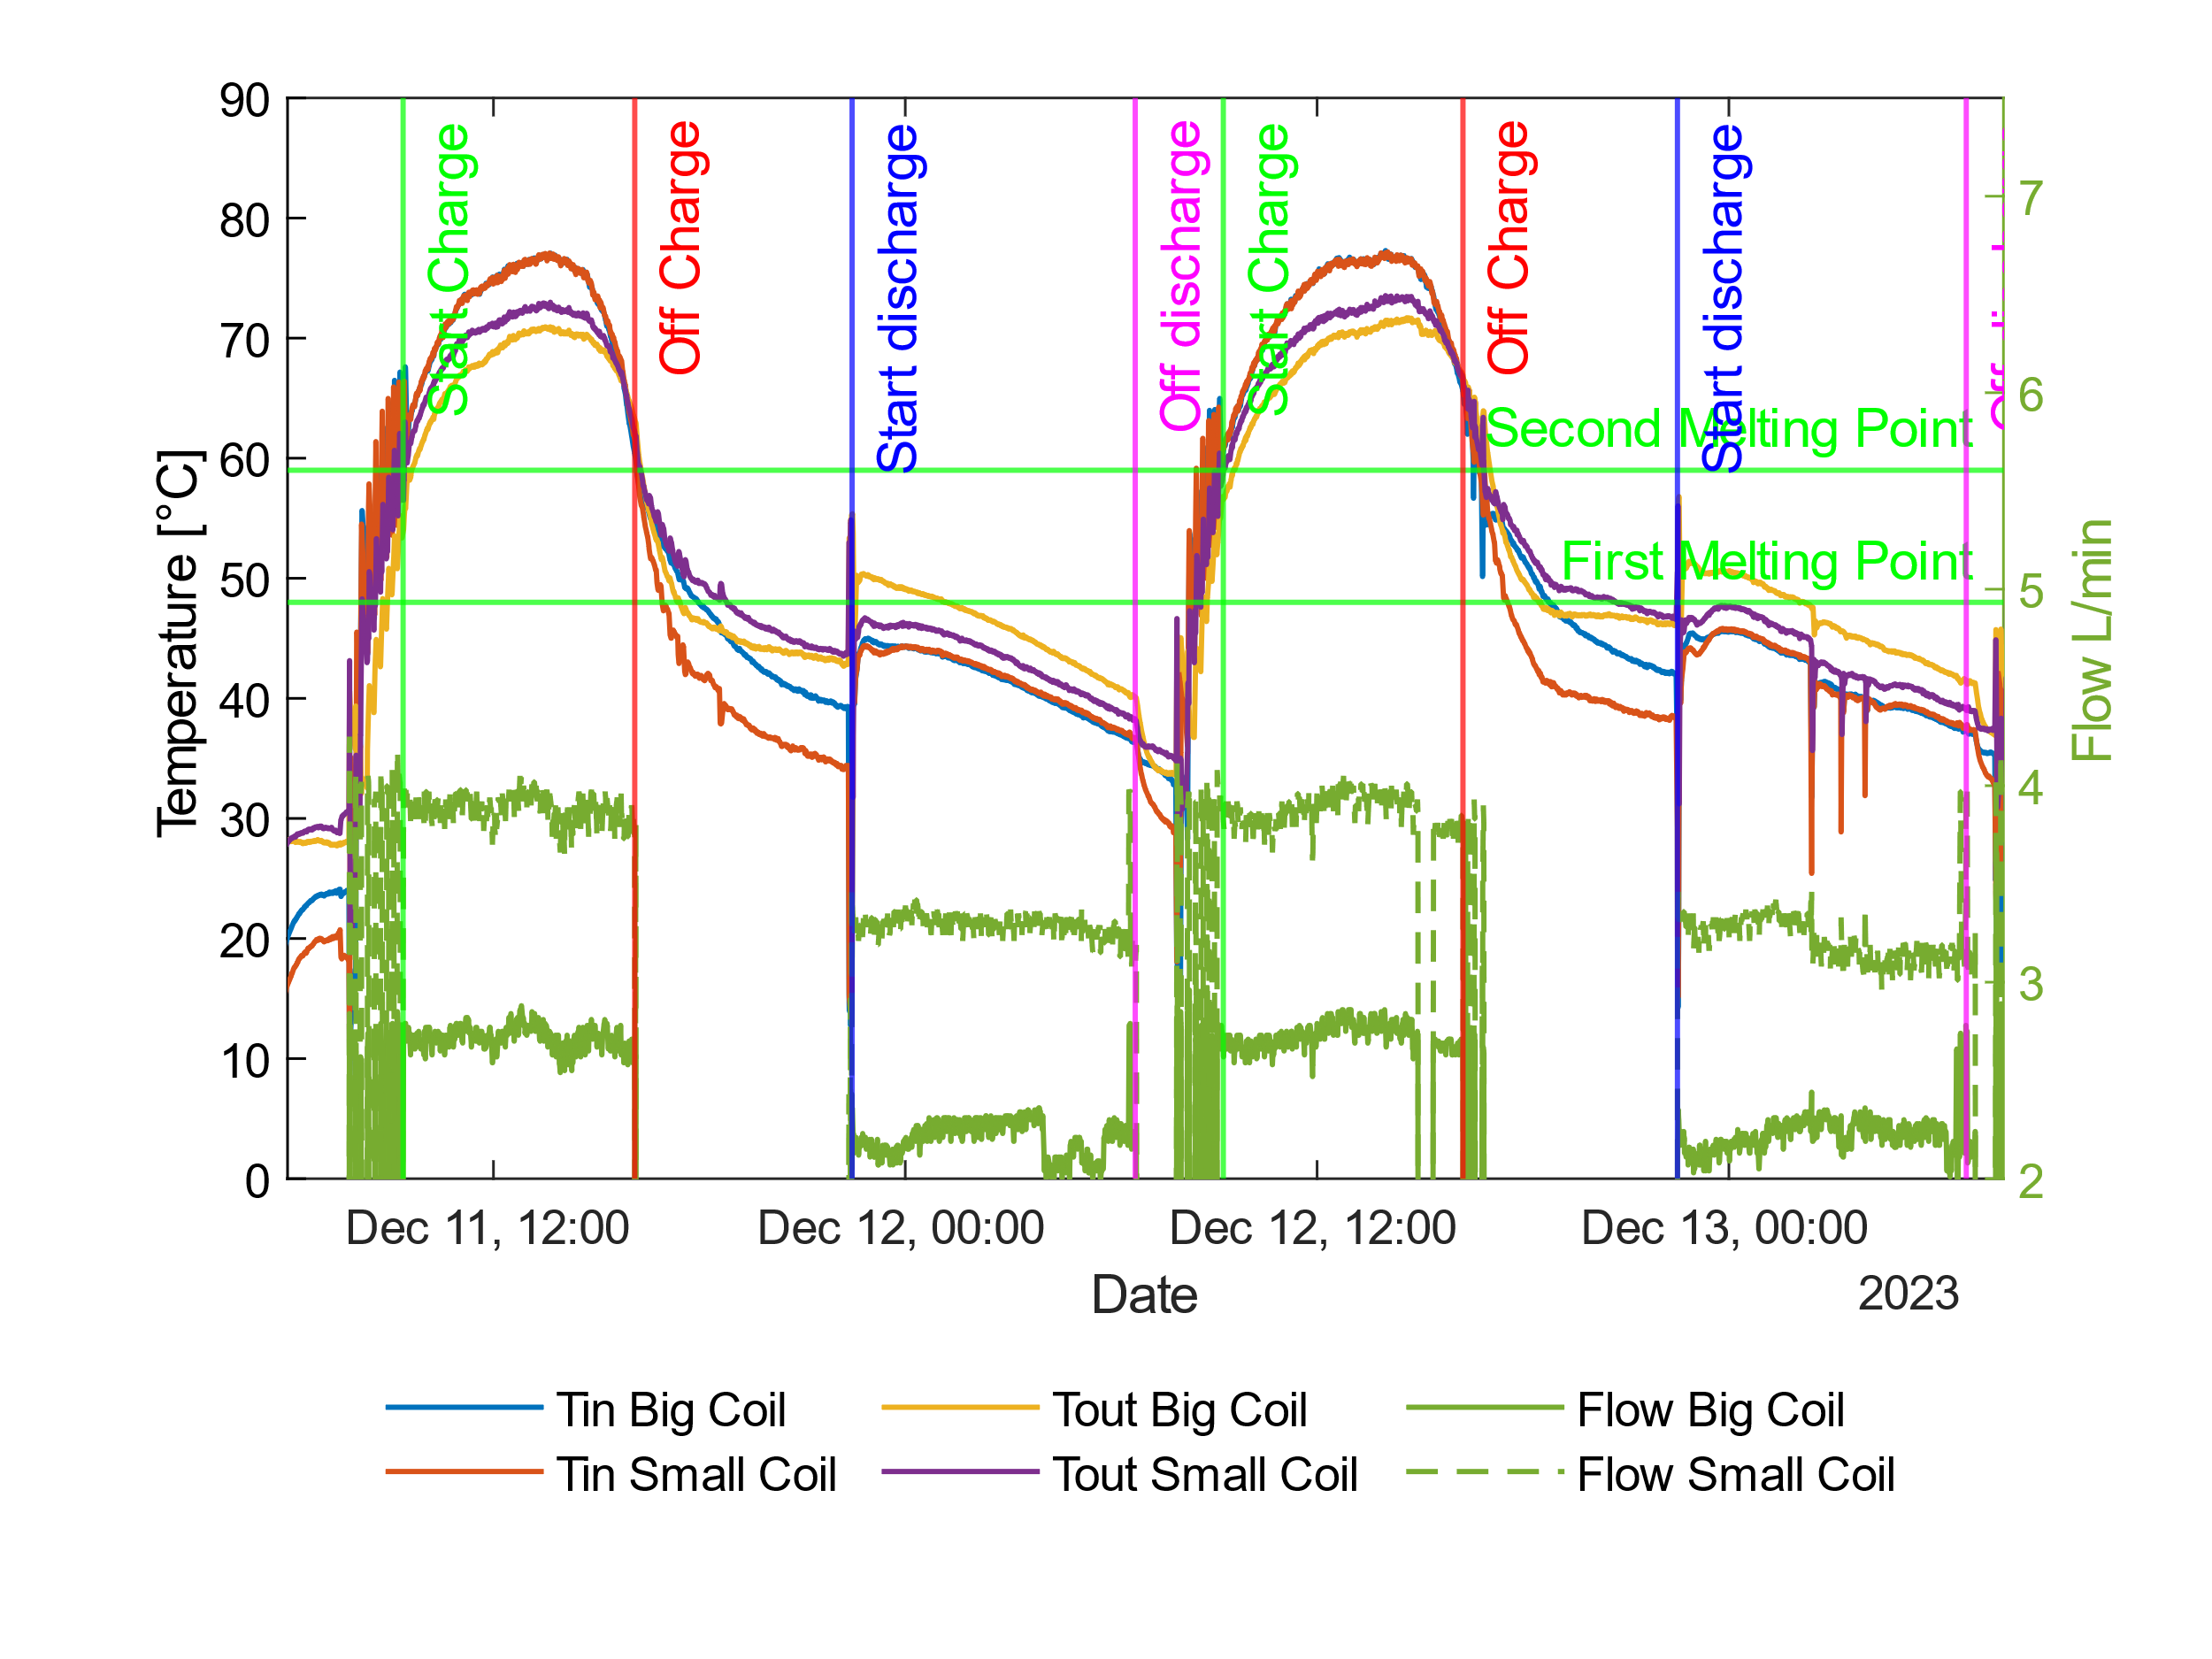 90
80
70
60
50
40
30
20
10
0
Temperature [°C]
Start Charge
Off Charge
Start discharge
Off discharge
Start Charge
Off Charge
Start discharge
Second Melting Point
First Melting Point
7
6
5
4
3
2
Flow L/min
Dec 11, 12:00
Dec 12, 00:00
Dec 12, 12:00
Dec 13, 00:00
Date
2023
Tin Big Coil
Tout Big Coil
Flow Big Coil
Tin Small Coil
Tout Small Coil
Flow Small Coil